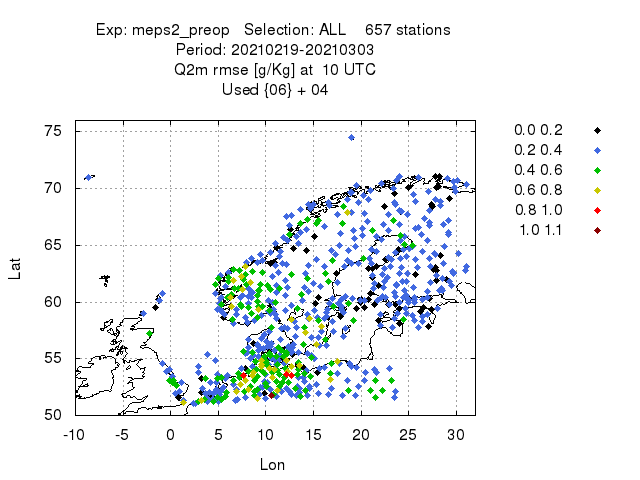 Exp: meps2_preop   Selection: ALL    657 stations
Period: 20210219-20210303
Q2m rmse [g/Kg] at  10 UTC
Used {06} + 04
0.0 0.2
0.2 0.4
0.4 0.6
0.6 0.8
0.8 1.0
1.0 1.1
75
70
65
60
55
50
Lat
-10 -5 0 5 10 15 20 25 30
Lon